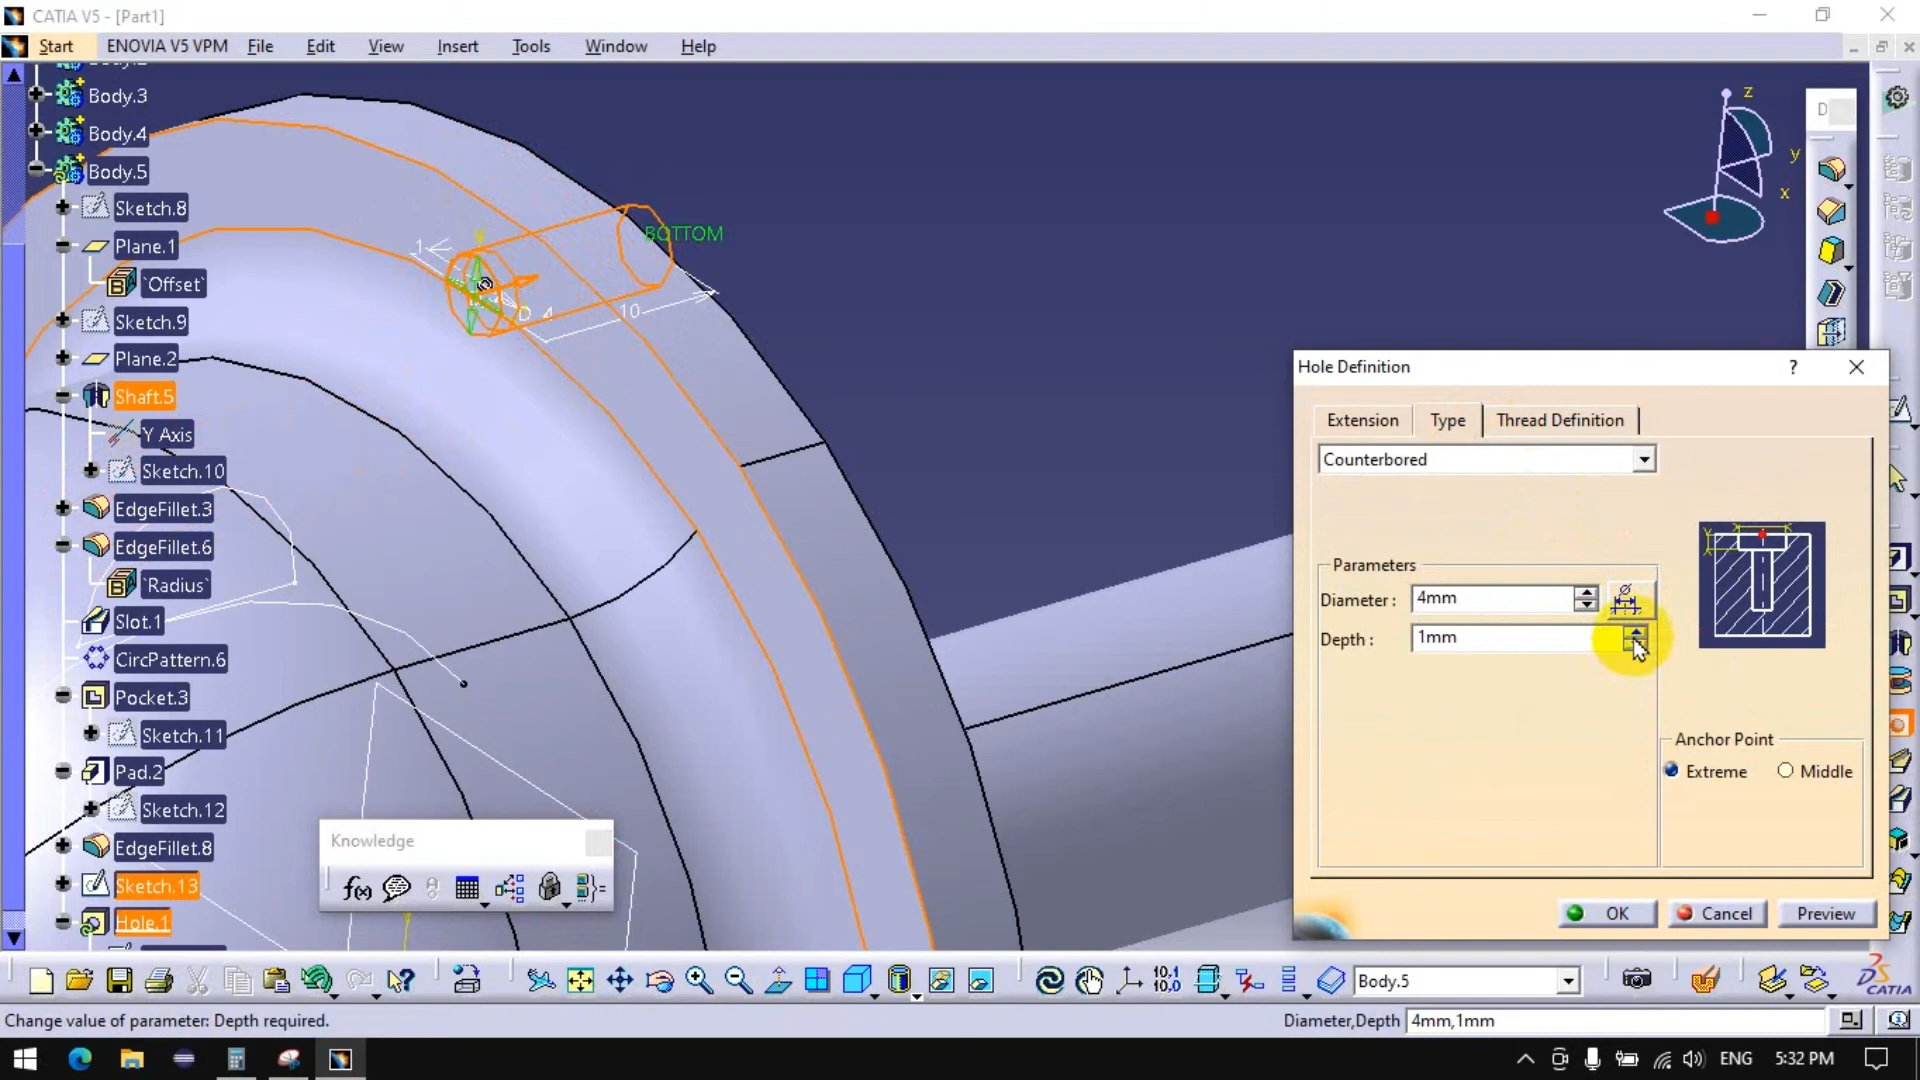 CATIA V5 - [Part1]
Start ENOVIA V5 VPM File Edit View Insert Tools Window Help
Body.3
Body.4
Body.5
Sketch.8
Plane.1
`Offset`
Sketch.9
Plane.2
Shaft.5
Y Axis
Sketch.10
EdgeFillet.3
EdgeFillet.6
`Radius`
Slot.1
CircPattern.6
Pocket.3
Sketch.11
Pad.2
Sketch.12
EdgeFillet.8
Sketch.13
Hole.1
1
BOTTOM
D 4
10
z
y
x
D
Hole Definition
?
Extension Type Thread Definition
Counterbored
Parameters
Diameter : 4mm
Depth : 1mm
Anchor Point
Extreme Middle
OK Cancel Preview
Knowledge
f(x)
Body.5
CATIA
Change value of parameter: Depth required.
Diameter,Depth 4mm,1mm
ENG 5:32 PM